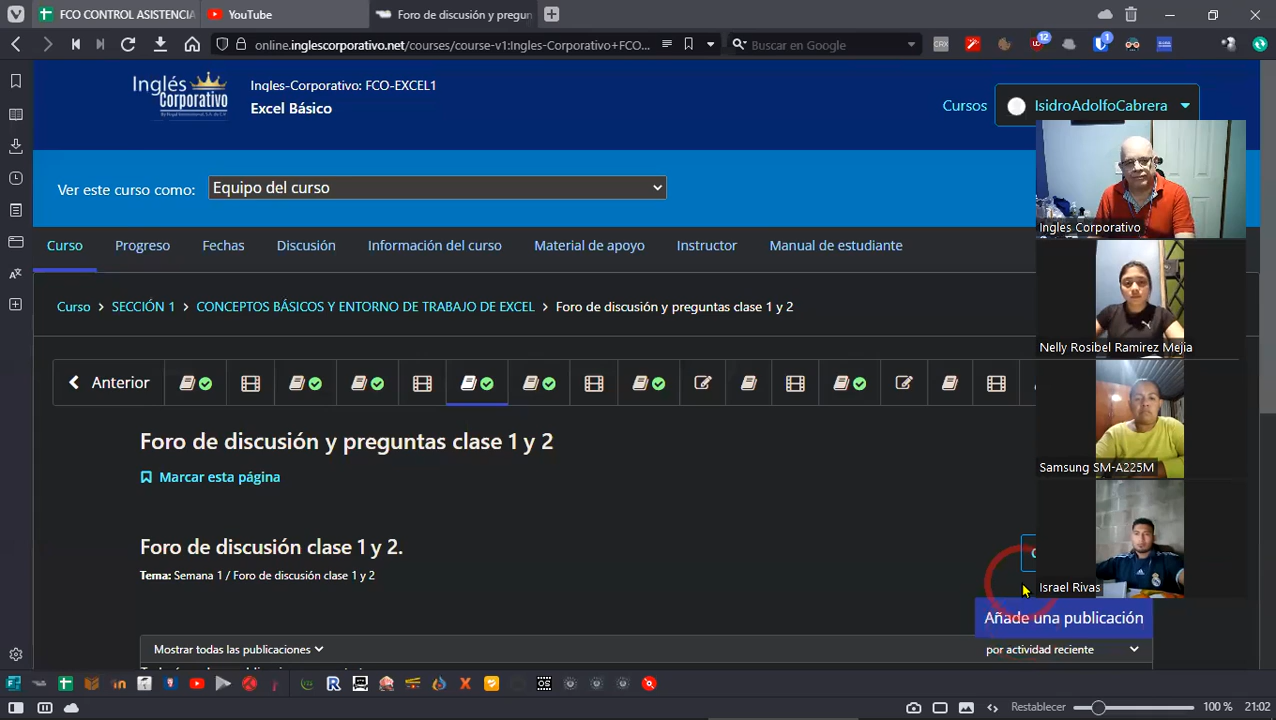 FCO CONTROL ASISTENCIA
YouTube
Foro de discusión y pregun
online.inglescorporativo.net/courses/course-v1:Ingles-Corporativo+FCO...
Buscar en Google
CRX
12
1
Inglés
Corporativo
Ingles-Corporativo: FCO-EXCEL1
Excel Básico
Cursos
IsidroAdolfoCabrera
Ver este curso como:
Equipo del curso
Ingles Corporativo
Curso
Progreso
Fechas
Discusión
Información del curso
Material de apoyo
Instructor
Manual de estudiante
Curso > SECCIÓN 1 > CONCEPTOS BÁSICOS Y ENTORNO DE TRABAJO DE EXCEL > Foro de discusión y preguntas clase 1 y 2
Nelly Rosibel Ramirez Mejia
Anterior
Foro de discusión y preguntas clase 1 y 2
Marcar esta página
Samsung SM-A225M
Foro de discusión clase 1 y 2.
Tema: Semana 1 / Foro de discusión clase 1 y 2
Israel Rivas
Añade una publicación
Mostrar todas las publicaciones
por actividad reciente
Restablecer
100 %
21:02